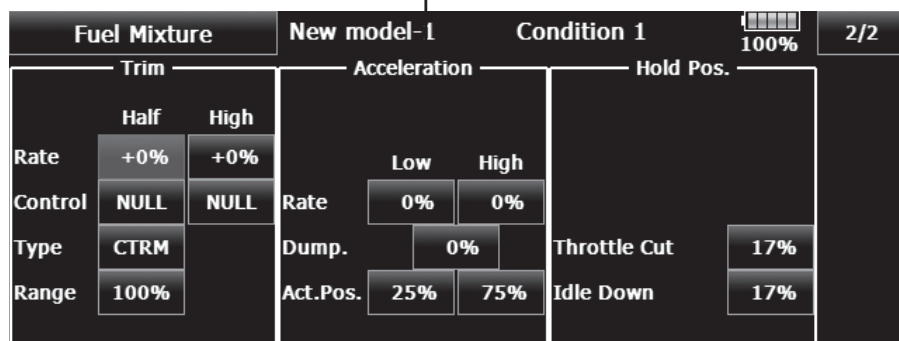 Fuel Mixture New model-1 Condition 1 100% 2/2
Trim Acceleration Hold Pos.
Half High
Rate +0% +0% Low High
Control NULL NULL Rate 0% 0%
Type CTRM Dump. 0% Throttle Cut 17%
Range 100% Act.Pos. 25% 75% Idle Down 17%